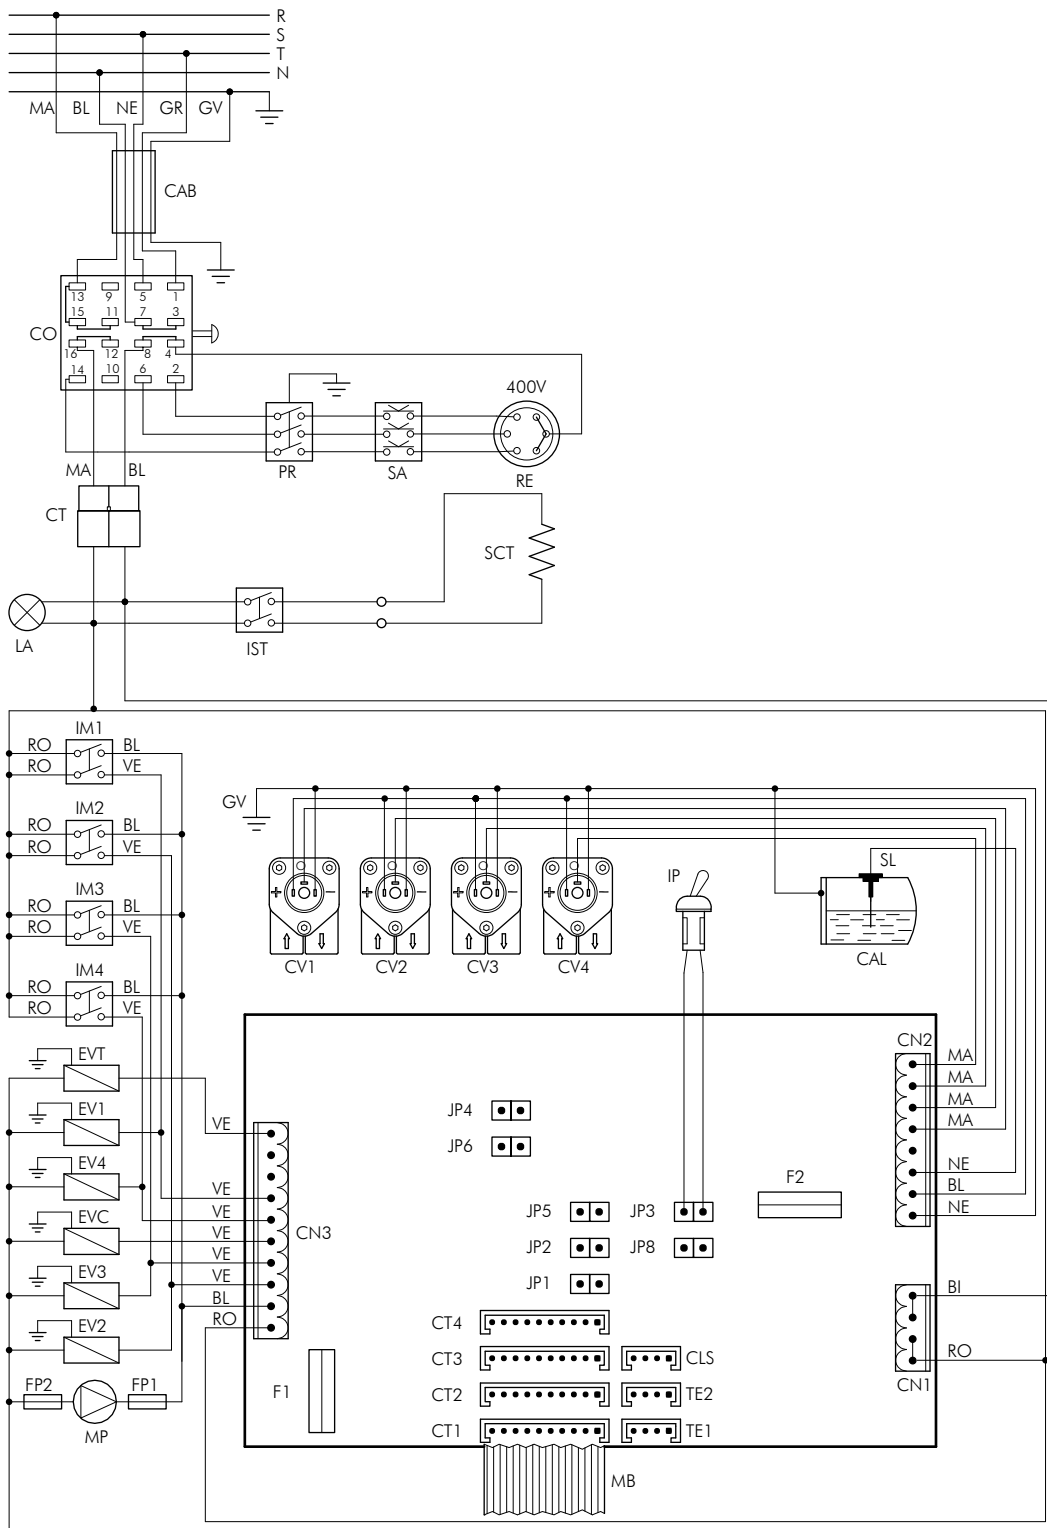 R
S
T
N
MA BL NE GR GV
CAB
13 9 5 1
15 11 7 3
CO
16 12 8 4
14 10 6 2
400V
PR SA RE
MA BL
CT
SCT
LA IST
IM1
RO BL
RO VE
IM2
RO BL
RO VE
IM3
RO BL
RO VE
IM4
RO BL
RO VE
GV
+ − + − + − + −
CV1 CV2 CV3 CV4
IP
SL
CAL
EVT
EV1
EV4
EVC
EV3
EV2
FP2 FP1
MP
VE
VE
VE
VE
VE
VE
BL
RO
CN3
F1
JP4
JP6
JP5 JP3
JP2 JP8
JP1
F2
CT4
CT3 CLS
CT2 TE2
CT1 TE1
MB
CN2
MA
MA
MA
MA
NE
BL
NE
BI
RO
CN1